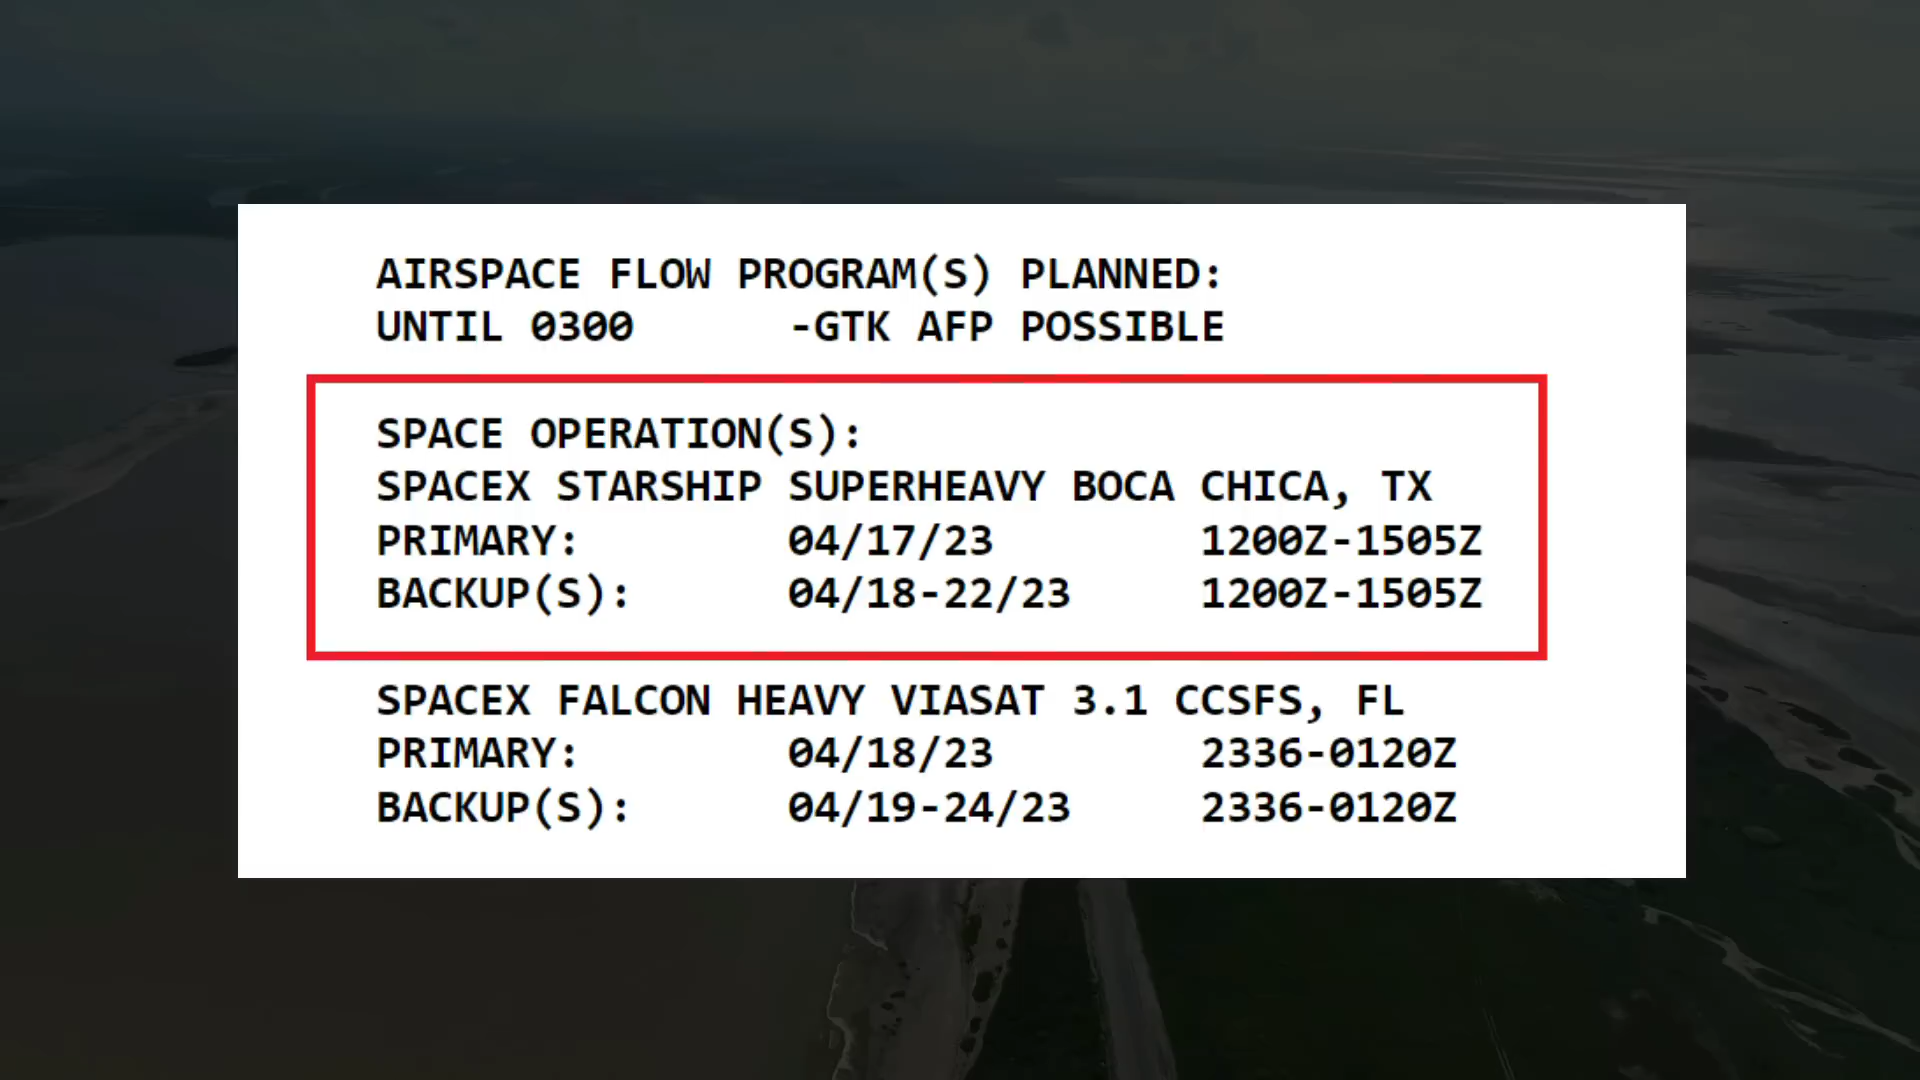 AIRSPACE FLOW PROGRAM(S) PLANNED:
UNTIL 0300 -GTK AFP POSSIBLE
SPACE OPERATION(S):
SPACEX STARSHIP SUPERHEAVY BOCA CHICA, TX
PRIMARY: 04/17/23 1200Z-1505Z
BACKUP(S): 04/18-22/23 1200Z-1505Z
SPACEX FALCON HEAVY VIASAT 3.1 CCSFS, FL
PRIMARY: 04/18/23 2336-0120Z
BACKUP(S): 04/19-24/23 2336-0120Z